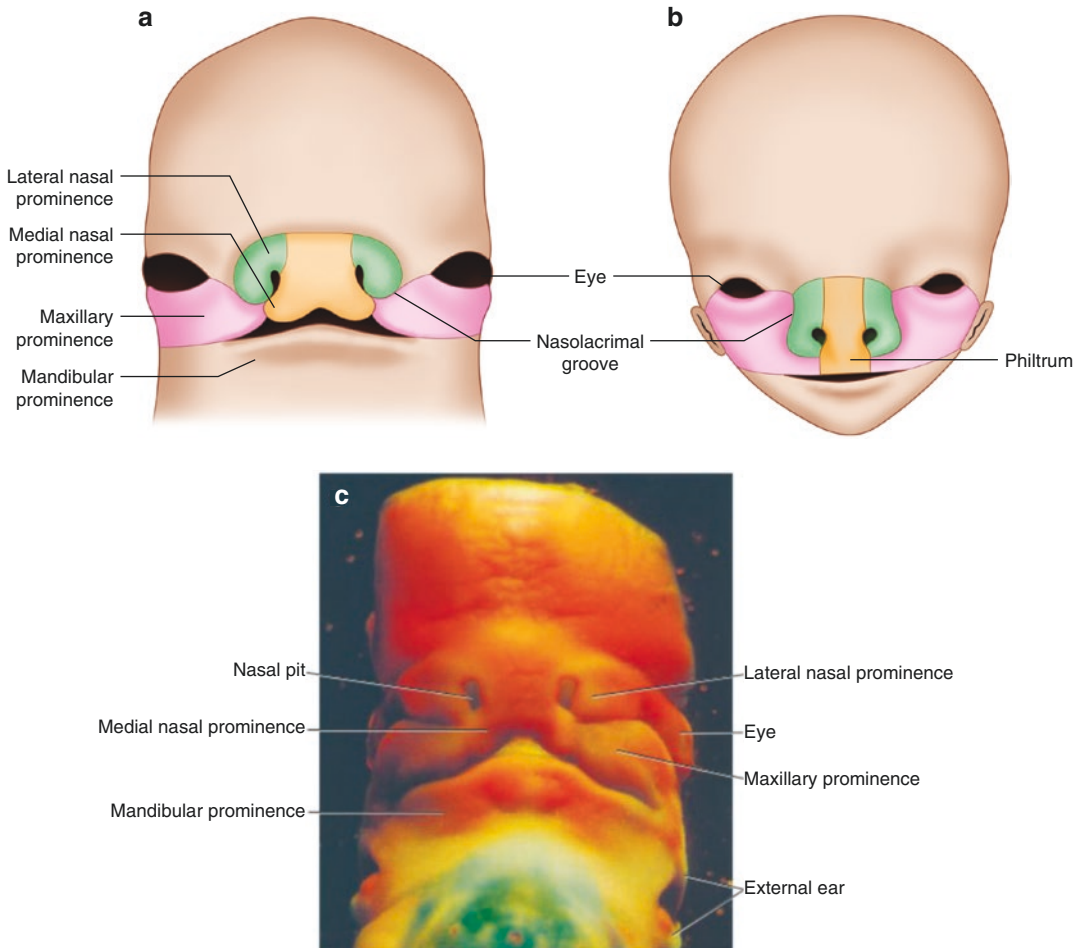 a
b
Lateral nasal
prominence
Medial nasal
prominence
Maxillary
prominence
Mandibular
prominence
Eye
Nasolacrimal
groove
Philtrum
c
Nasal pit
Medial nasal prominence
Mandibular prominence
Lateral nasal prominence
Eye
Maxillary prominence
External ear